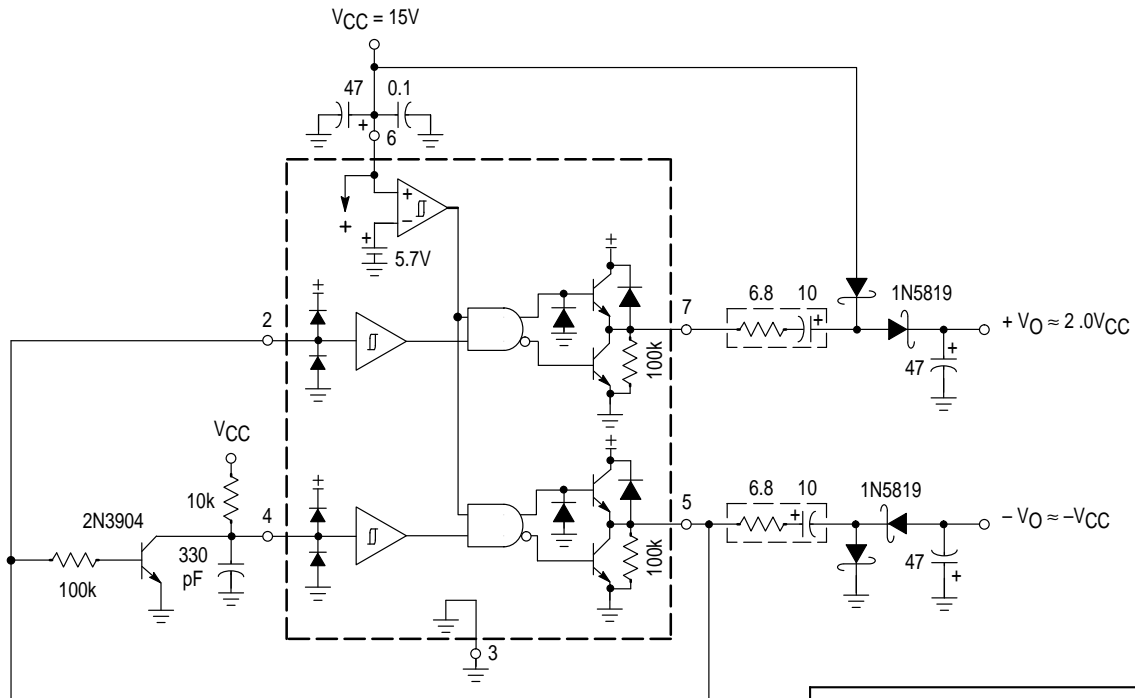 VCC = 15V
47
0.1
+
6
+
+
−
+
+
5.7V
+
2
7
6.8
10
+
1N5819
+ VO ≈ 2 .0VCC
100k
47
+
VCC
10k
4
+
+
2N3904
330
pF
100k
5
6.8
10
+
1N5819
− VO ≈ −VCC
100k
47
+
3